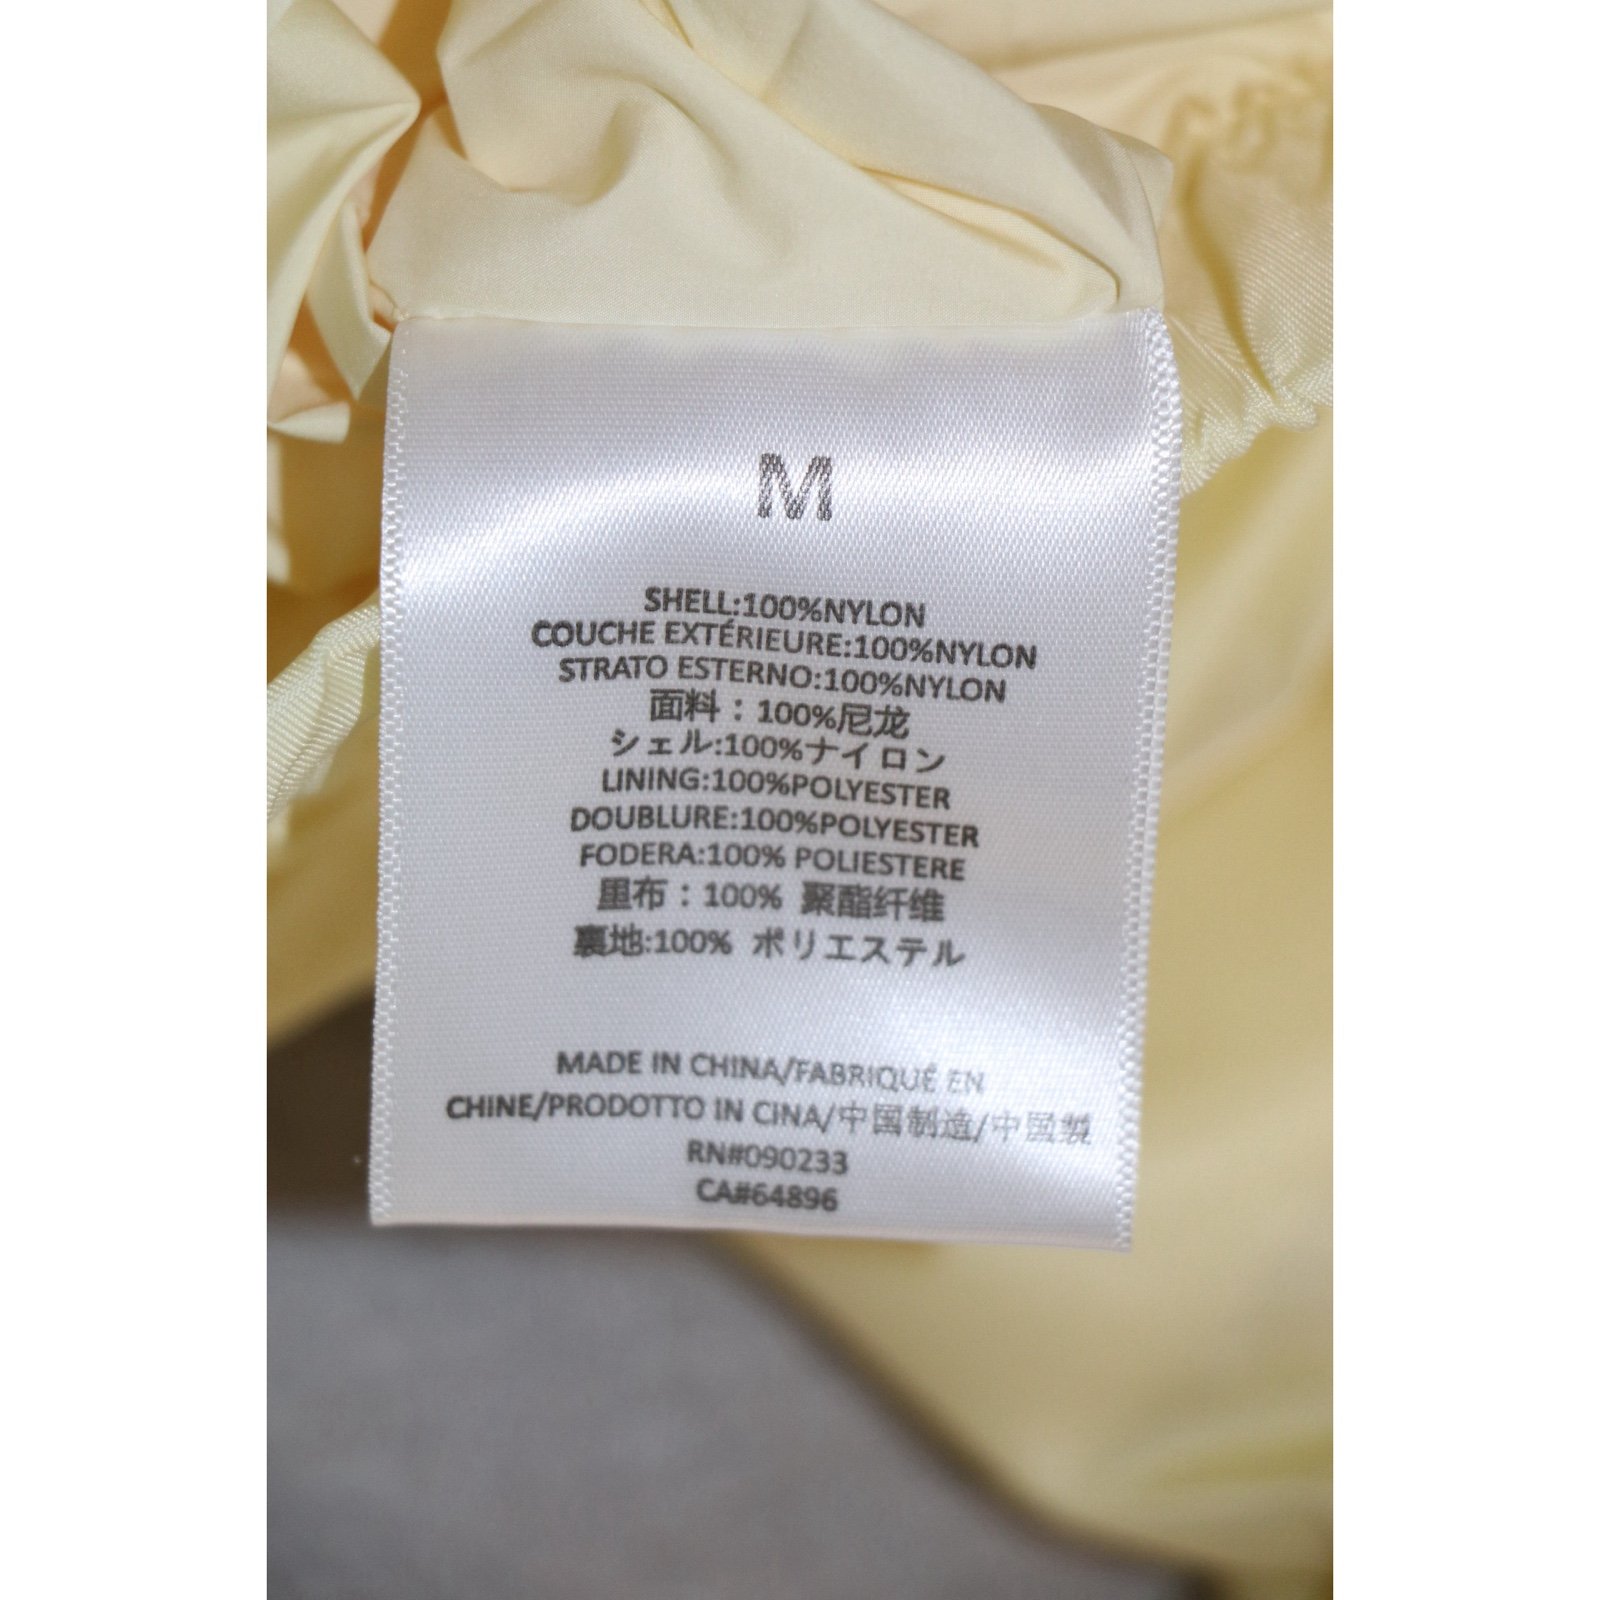 M
SHELL:100%NYLON
COUCHE EXTÉRIEURE:100%NYLON
STRATO ESTERNO:100%NYLON
面料：100%尼龙
シェル:100%ナイロン
LINING:100%POLYESTER
DOUBLURE:100%POLYESTER
FODERA:100% POLIESTERE
里布：100% 聚酯纤维
裏地:100% ポリエステル
MADE IN CHINA/FABRIQUÉ EN
CHINE/PRODOTTO IN CINA/中国制造/中国製
RN#090233
CA#64896